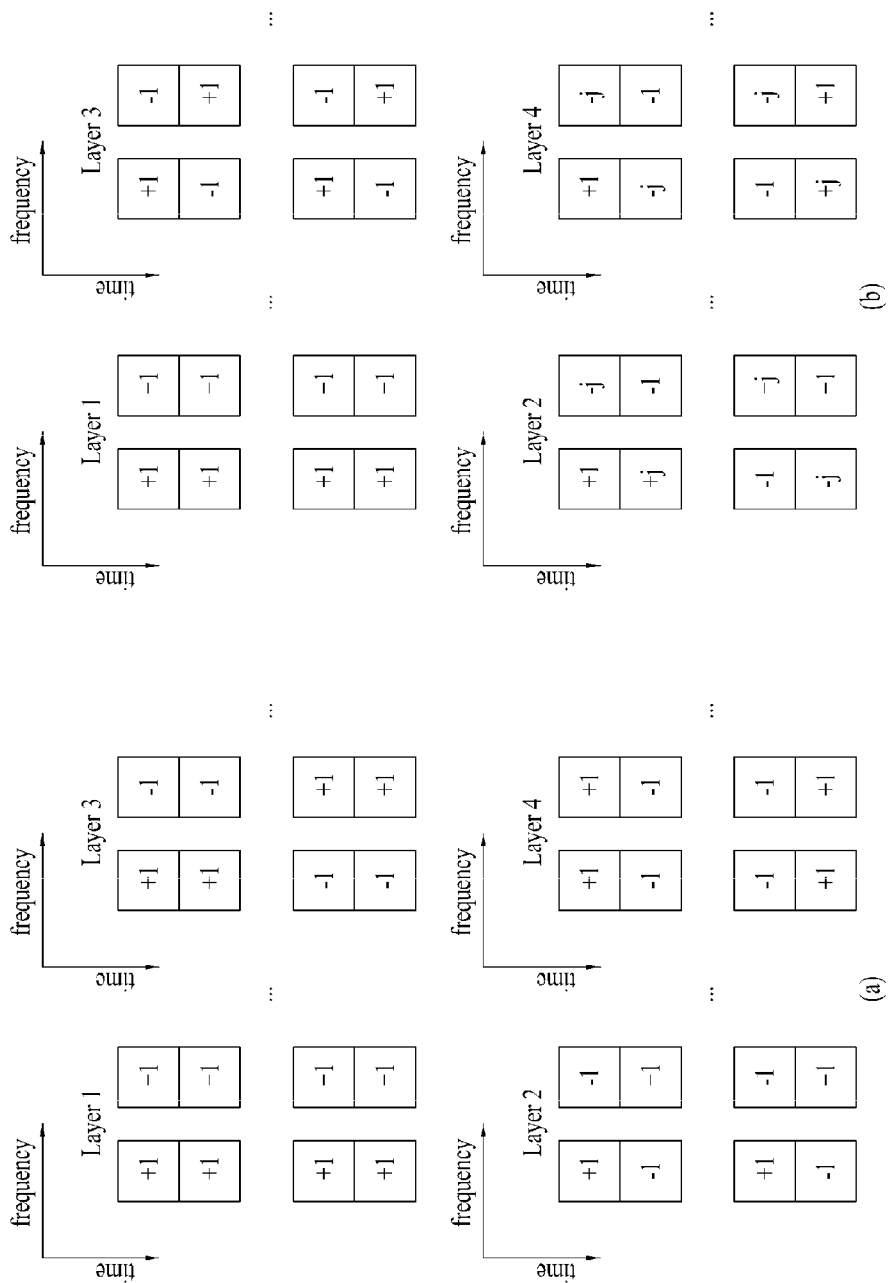 frequency
time
Layer 1
+1 −1
+1 −1
+1 −1
+1 −1
...
frequency
time
Layer 3
+1 -1
+1 -1
-1 +1
-1 +1
...
frequency
time
Layer 2
+1 -1
-1 −1
+1 -1
-1 −1
...
frequency
time
Layer 4
+1 +1
-1 -1
-1 -1
+1 +1
...
(a)
frequency
time
Layer 1
+1 −1
+1 −1
+1 −1
+1 −1
...
frequency
time
Layer 3
+1 -1
-1 +1
+1 -1
-1 +1
...
frequency
time
Layer 2
+1 -j
+j -1
-1 −j
-j −1
...
frequency
time
Layer 4
+1 -j
-j -1
-1 -j
+j +1
...
(b)